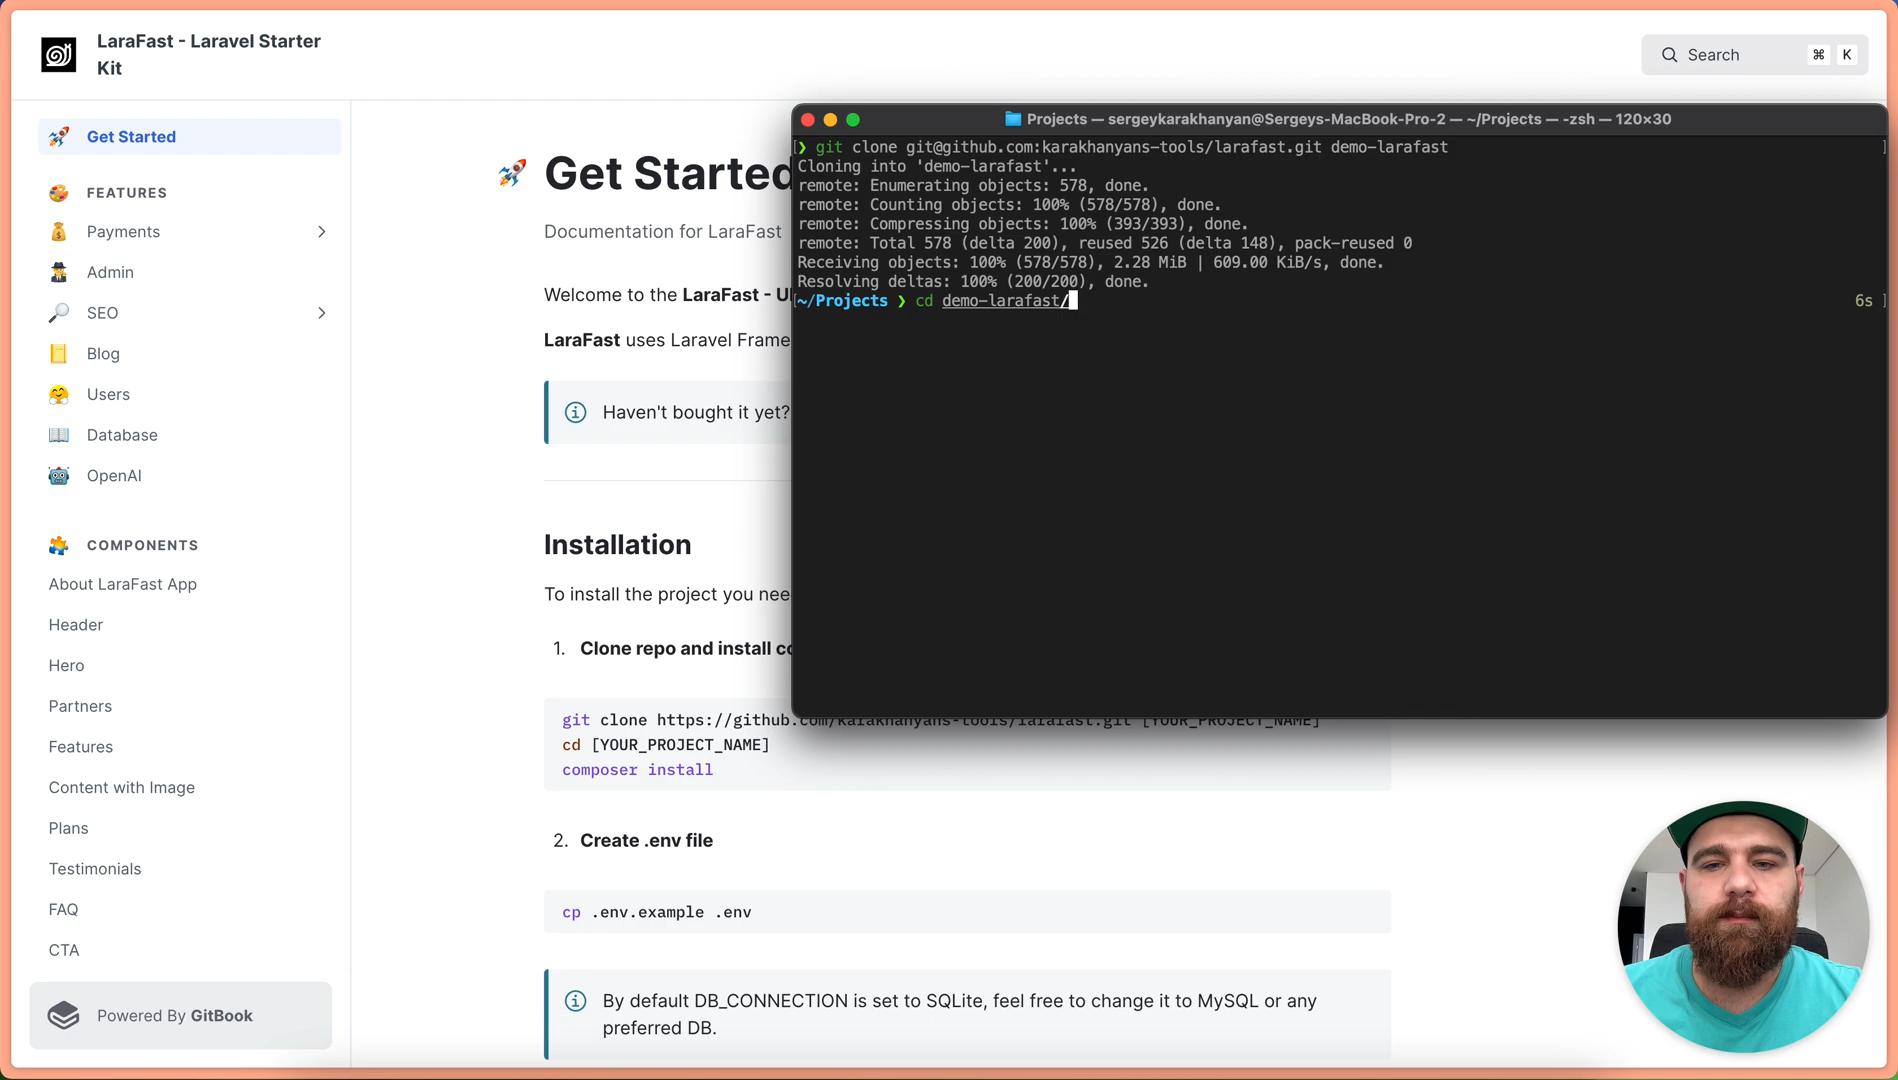 LaraFast - Laravel Starter
Kit
Search
⌘ K
Get Started
FEATURES
Payments
Admin
SEO
Blog
Users
Database
OpenAI
COMPONENTS
About LaraFast App
Header
Hero
Partners
Features
Content with Image
Plans
Testimonials
FAQ
CTA
Powered By GitBook
Get Started
Documentation for LaraFast
Welcome to the LaraFast - U
LaraFast uses Laravel Frame
Haven't bought it yet?
Installation
To install the project you nee
1. Clone repo and install co
git clone https://github.com/karakhanyans-tools/larafast.git [YOUR_PROJECT_NAME]
cd [YOUR_PROJECT_NAME]
composer install
2. Create .env file
cp .env.example .env
By default DB_CONNECTION is set to SQLite, feel free to change it to MySQL or any
preferred DB.
Projects — sergeykarakhanyan@Sergeys-MacBook-Pro-2 — ~/Projects — -zsh — 120×30
[❯ git clone git@github.com:karakhanyans-tools/larafast.git demo-larafast ]
Cloning into 'demo-larafast'...
remote: Enumerating objects: 578, done.
remote: Counting objects: 100% (578/578), done.
remote: Compressing objects: 100% (393/393), done.
remote: Total 578 (delta 200), reused 526 (delta 148), pack-reused 0
Receiving objects: 100% (578/578), 2.28 MiB | 609.00 KiB/s, done.
Resolving deltas: 100% (200/200), done.
[~/Projects ❯ cd demo-larafast/ 6s ]